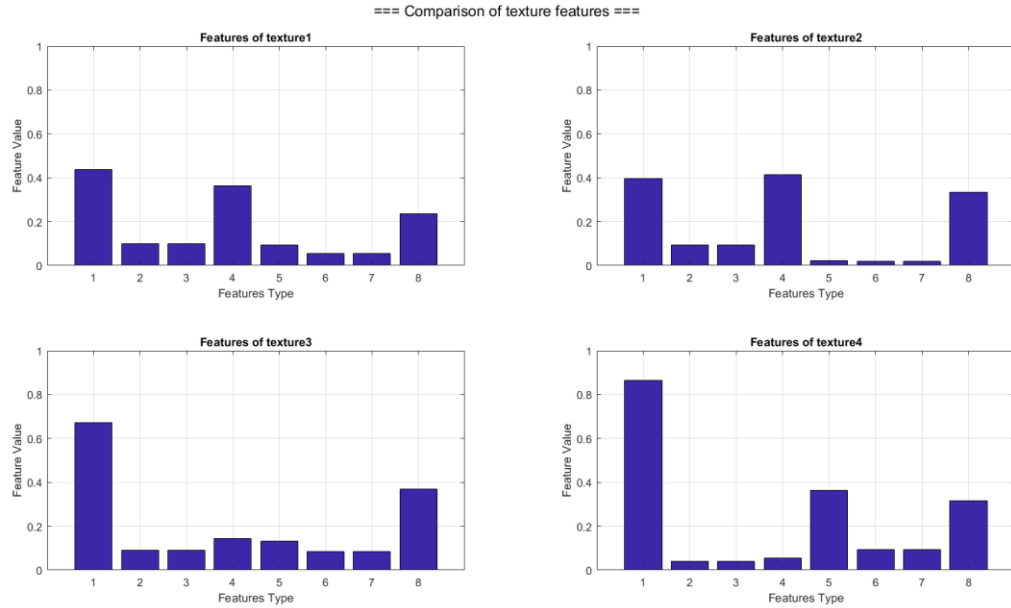 === Comparison of texture features ===
Features of texture1
1
0.8
0.6
0.4
0.2
0
Feature Value
1 2 3 4 5 6 7 8
Features Type
Features of texture2
1
0.8
0.6
0.4
0.2
0
Feature Value
1 2 3 4 5 6 7 8
Features Type
Features of texture3
1
0.8
0.6
0.4
0.2
0
Feature Value
1 2 3 4 5 6 7 8
Features Type
Features of texture4
1
0.8
0.6
0.4
0.2
0
Feature Value
1 2 3 4 5 6 7 8
Features Type